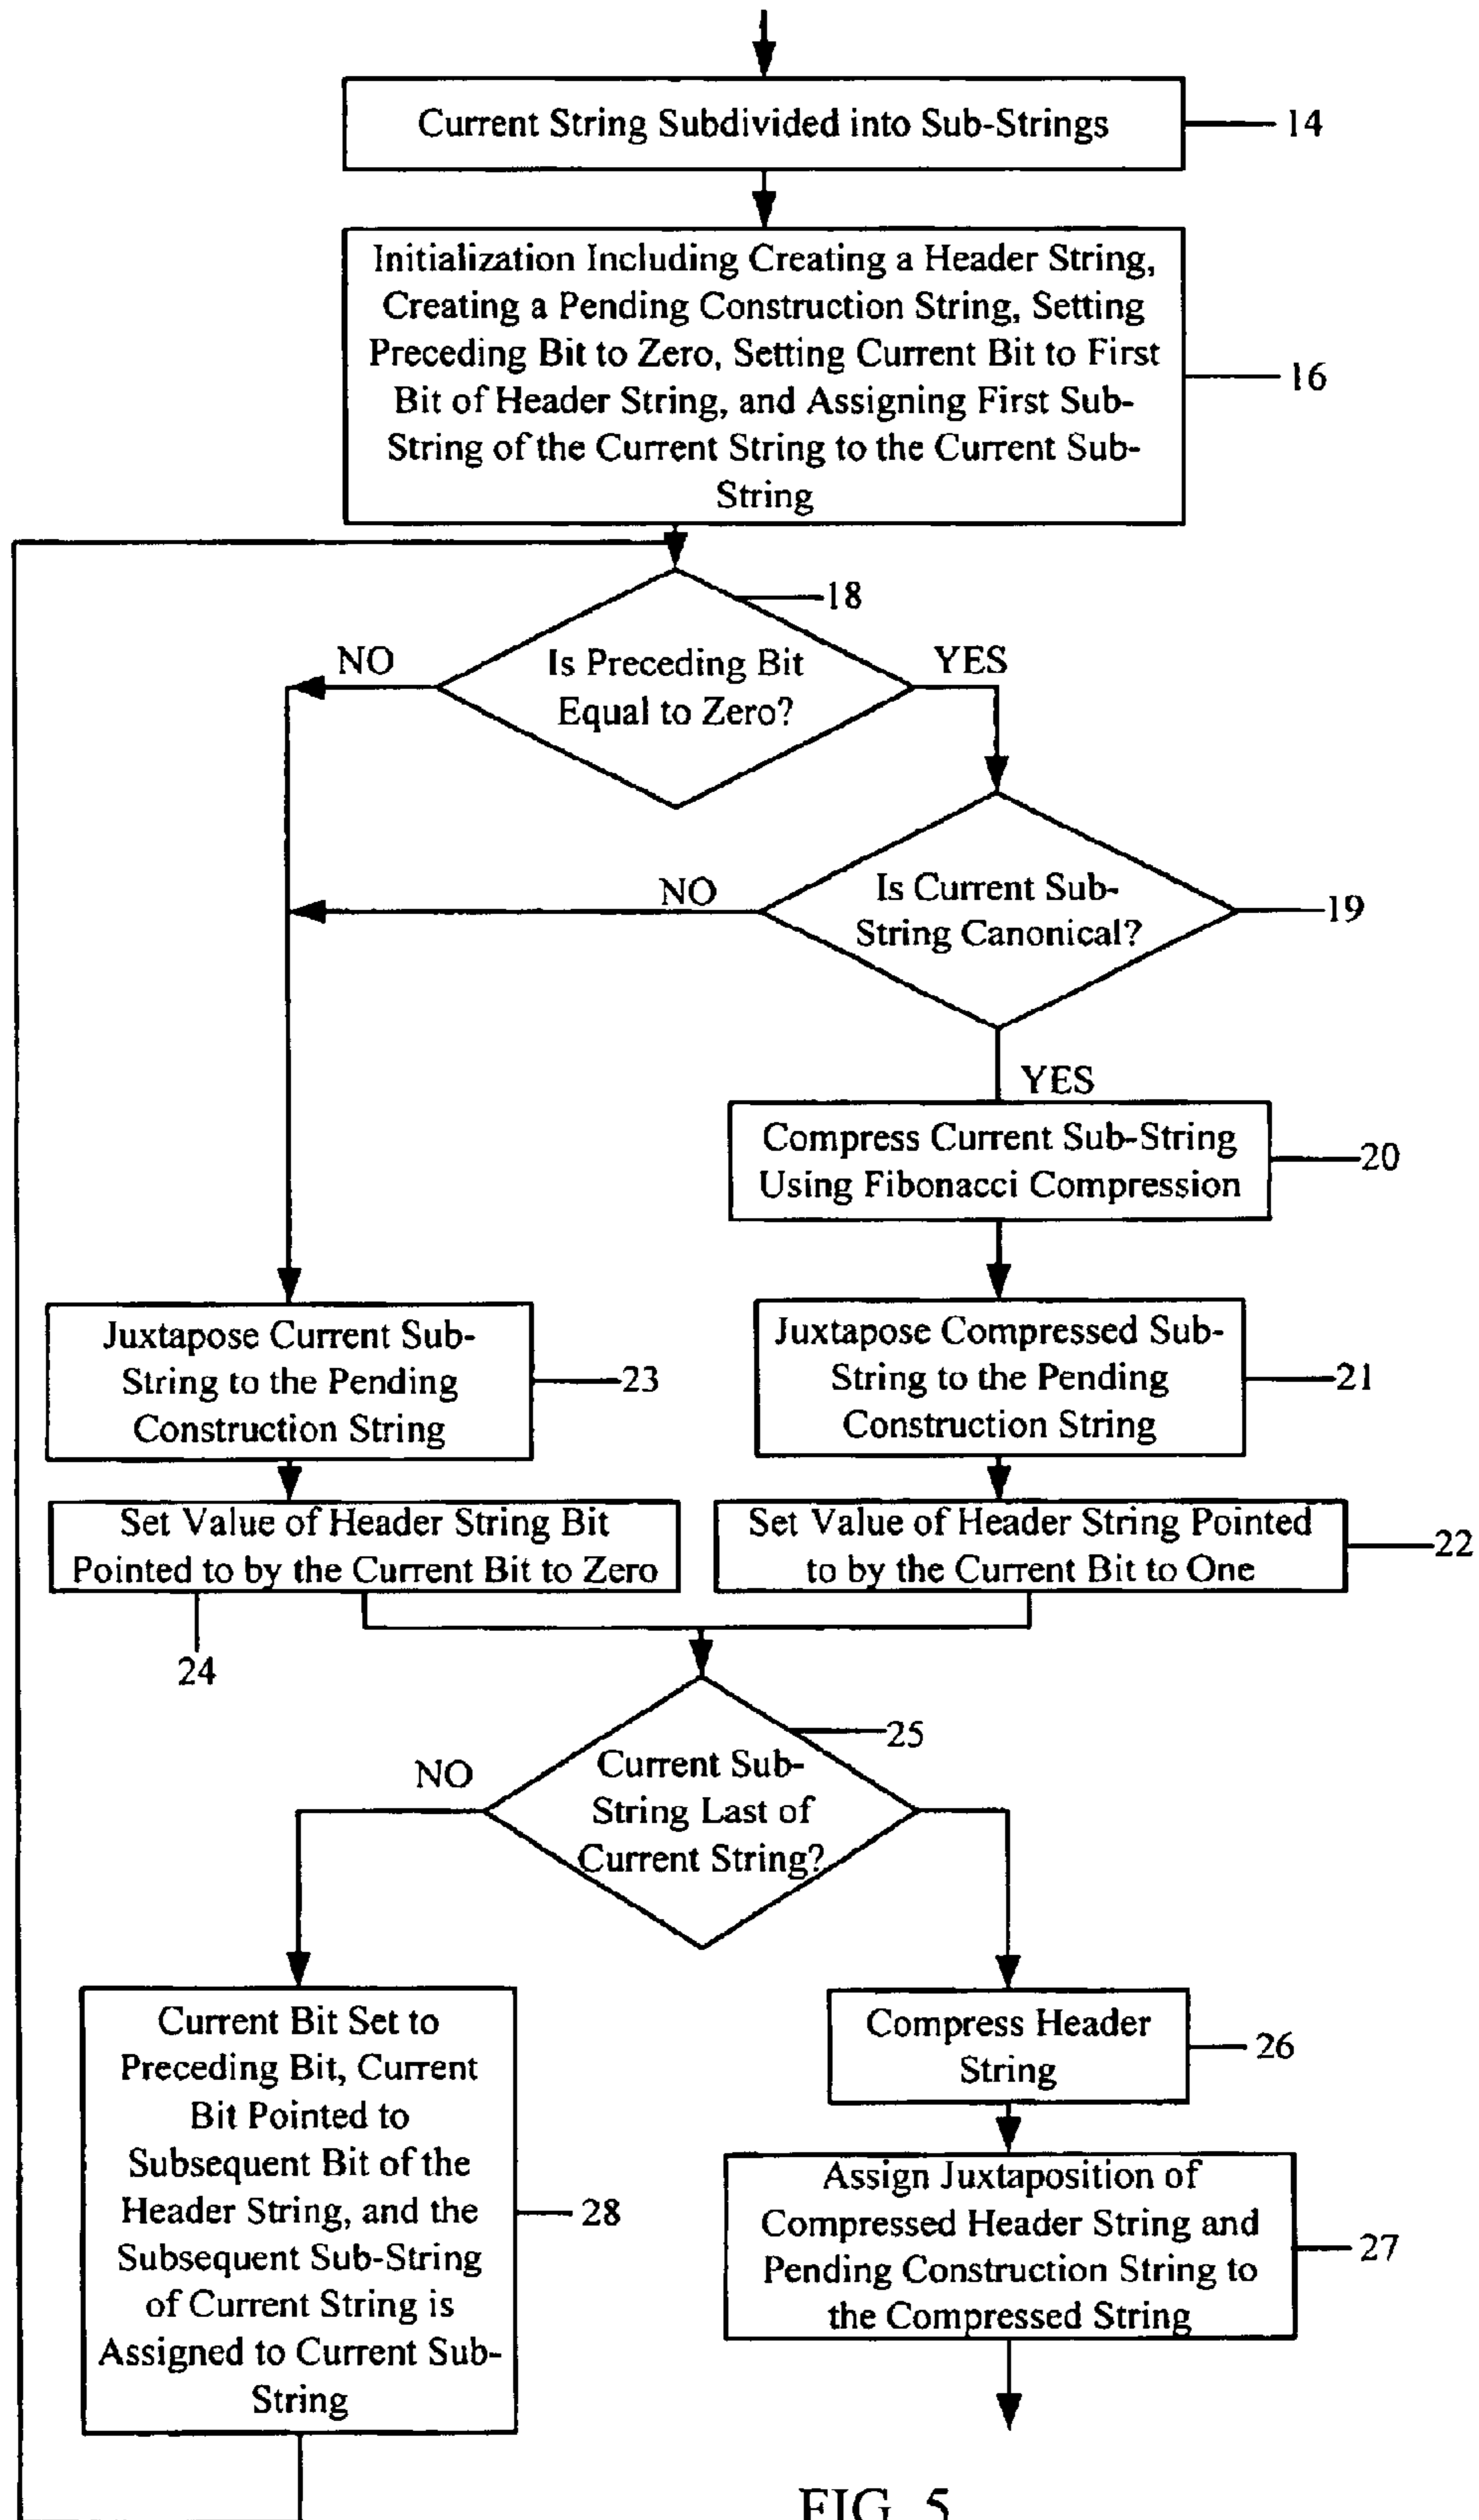 Current String Subdivided into Sub-Strings
14
Initialization Including Creating a Header String,
Creating a Pending Construction String, Setting
Preceding Bit to Zero, Setting Current Bit to First
Bit of Header String, and Assigning First Sub-
String of the Current String to the Current Sub-
String
16
18
NO
Is Preceding Bit
Equal to Zero?
YES
NO
Is Current Sub-
String Canonical?
19
YES
Compress Current Sub-String
Using Fibonacci Compression
20
Juxtapose Current Sub-
String to the Pending
Construction String
23
Juxtapose Compressed Sub-
String to the Pending
Construction String
21
Set Value of Header String Bit
Pointed to by the Current Bit to Zero
24
Set Value of Header String Pointed
to by the Current Bit to One
22
25
NO
Current Sub-
String Last of
Current String?
Current Bit Set to
Preceding Bit, Current
Bit Pointed to
Subsequent Bit of the
Header String, and the
Subsequent Sub-String
of Current String is
Assigned to Current Sub-
String
28
Compress Header
String
26
Assign Juxtaposition of
Compressed Header String and
Pending Construction String to
the Compressed String
27
FIG. 5